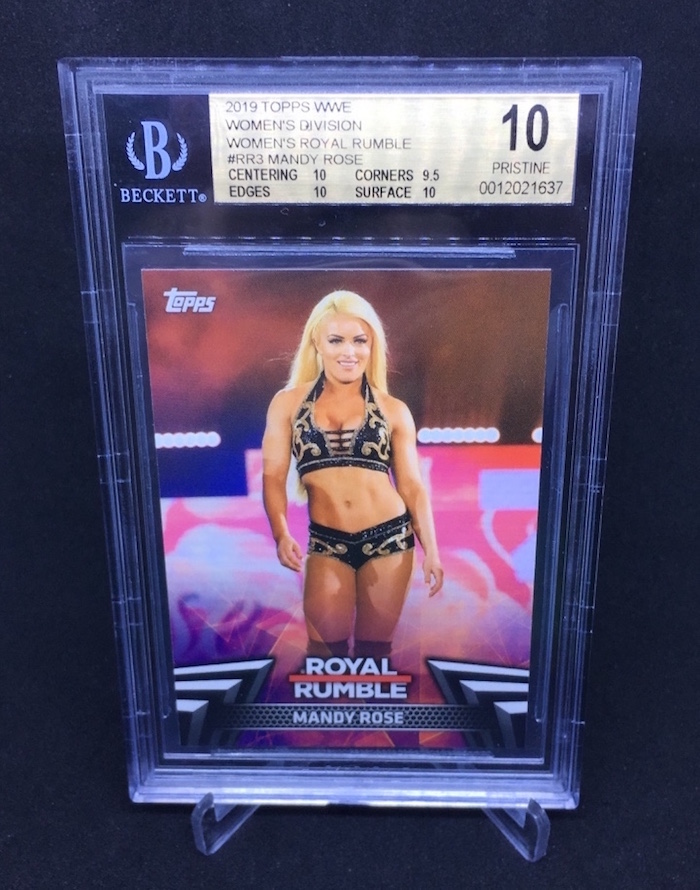 2019 TOPPS WWE
WOMEN'S DIVISION
WOMEN'S ROYAL RUMBLE
#RR3 MANDY ROSE
CENTERING 10 CORNERS 9.5
EDGES 10 SURFACE 10
10
PRISTINE
0012021637
B
BECKETT®
topps
ROYAL
RUMBLE
MANDY ROSE